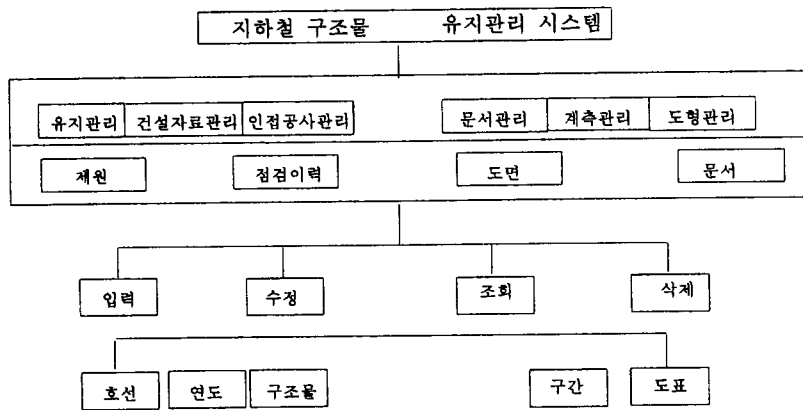 지하철 구조물 유지관리 시스템
유지관리 건설자료관리 인접공사관리 문서관리 계측관리 도형관리
제원 점검이력 도면 문서
입력 수정 조회 삭제
호선 연도 구조물 구간 도표